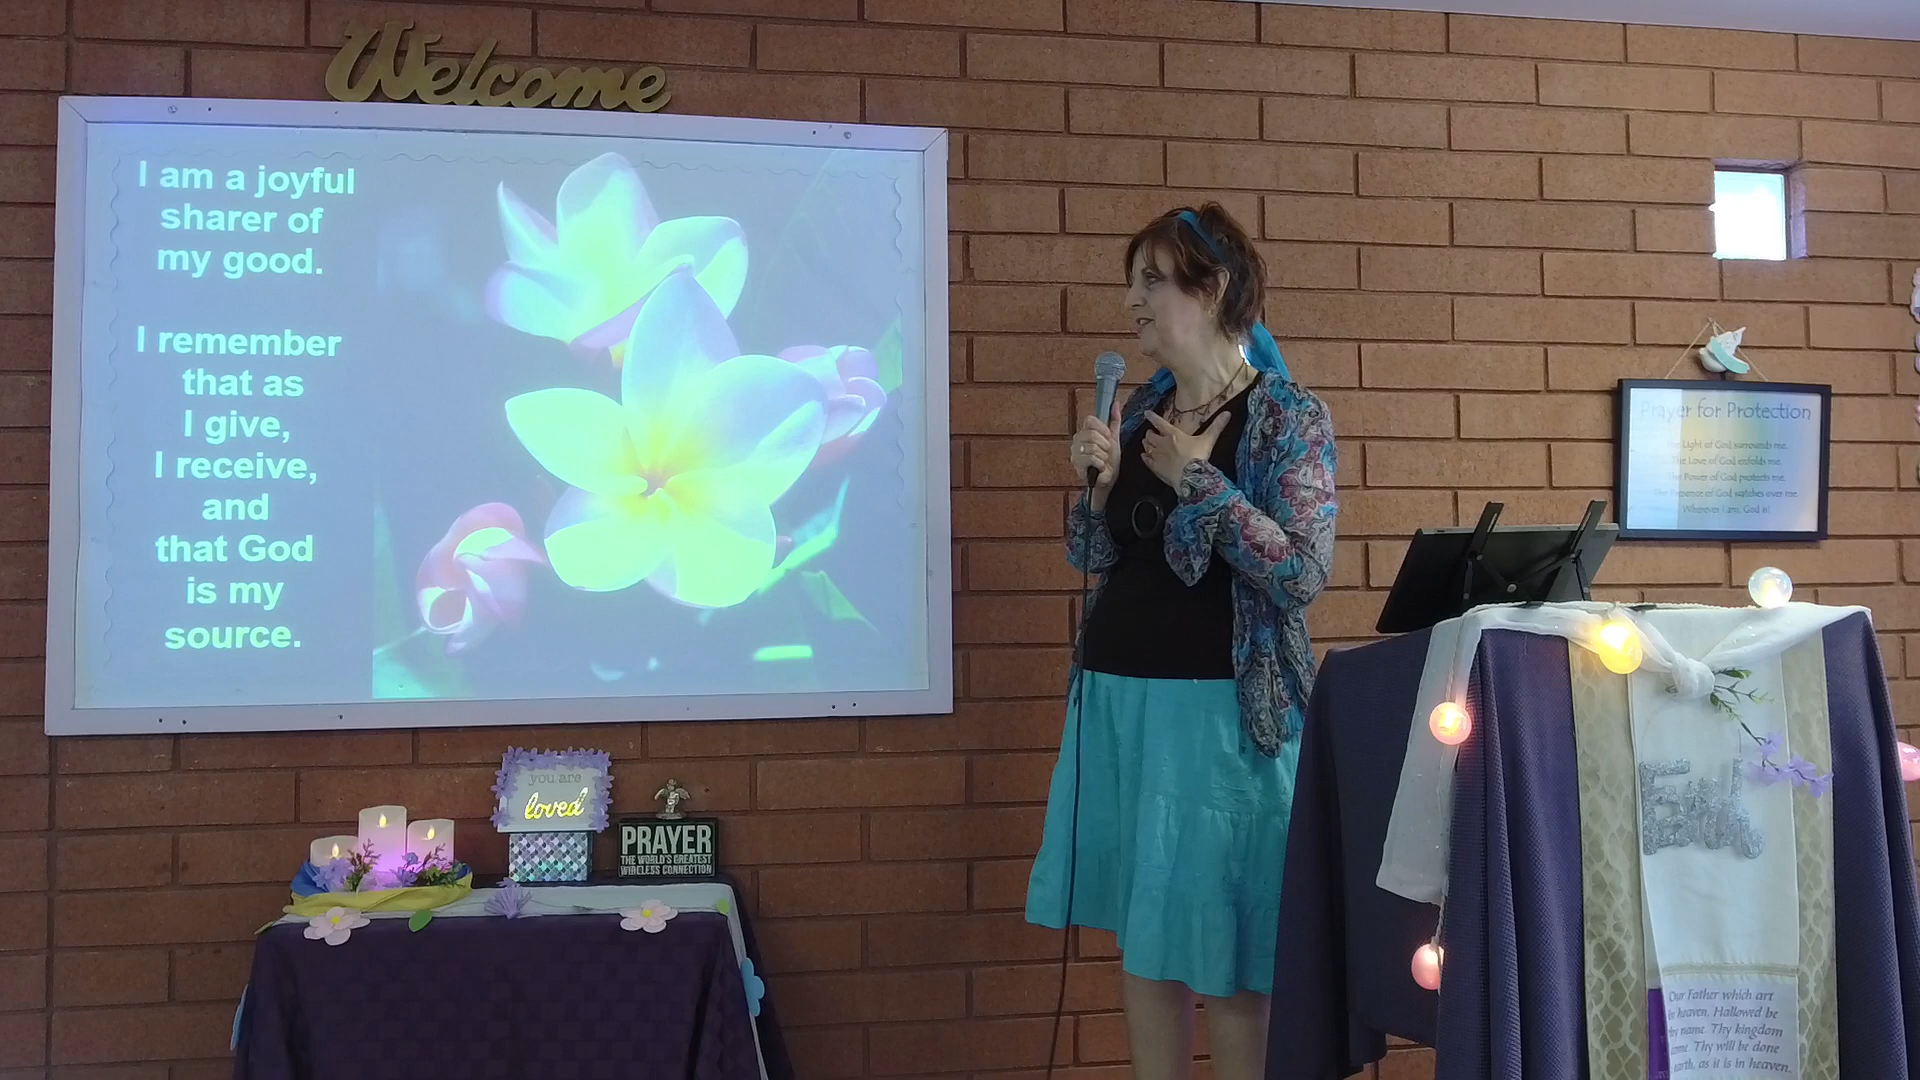 Welcome
I am a joyful
sharer of
my good.
I remember
that as
I give,
I receive,
and
that God
is my
source.
you are
loved
PRAYER
THE WORLD'S GREATEST
WIRELESS CONNECTION
Prayer for Protection
The Light of God surrounds me.
The Love of God enfolds me.
The Power of God protects me.
The Presence of God watches over me.
Wherever I am, God is!
Faith
Our Father which art
heaven, Hallowed be
name. Thy kingdom
come. Thy will be done
earth, as it is in heaven.